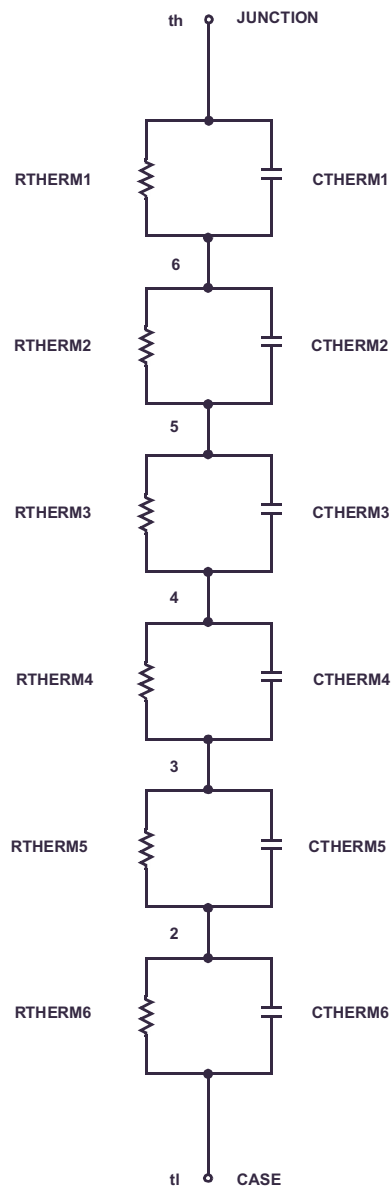 th JUNCTION
RTHERM1 CTHERM1
6
RTHERM2 CTHERM2
5
RTHERM3 CTHERM3
4
RTHERM4 CTHERM4
3
RTHERM5 CTHERM5
2
RTHERM6 CTHERM6
tl CASE